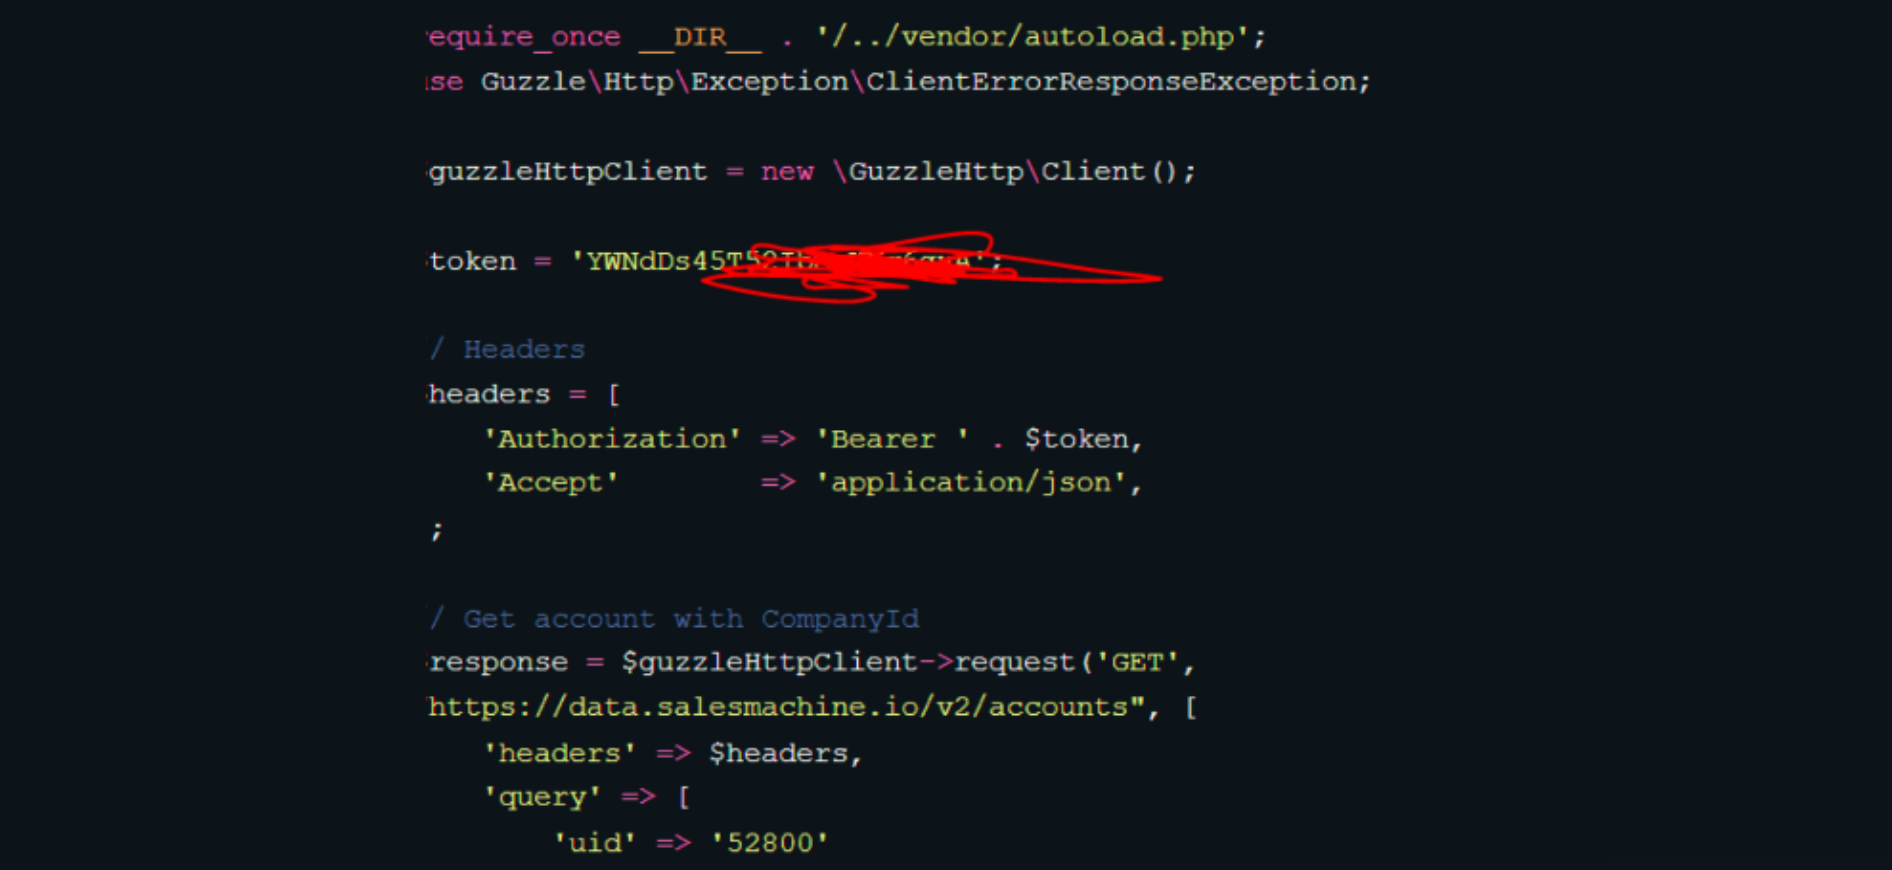 equire_once __DIR__ . '/../vendor/autoload.php';
se Guzzle\Http\Exception\ClientErrorResponseException;
guzzleHttpClient = new \GuzzleHttp\Client();
token =
/ Headers
headers = [
'Authorization' => 'Bearer ' . $token,
'Accept' => 'application/json',
;
/ Get account with CompanyId
response = $guzzleHttpClient->request('GET',
https://data.salesmachine.io/v2/accounts", [
'headers' => $headers,
'query' => [
'uid' => '52800'